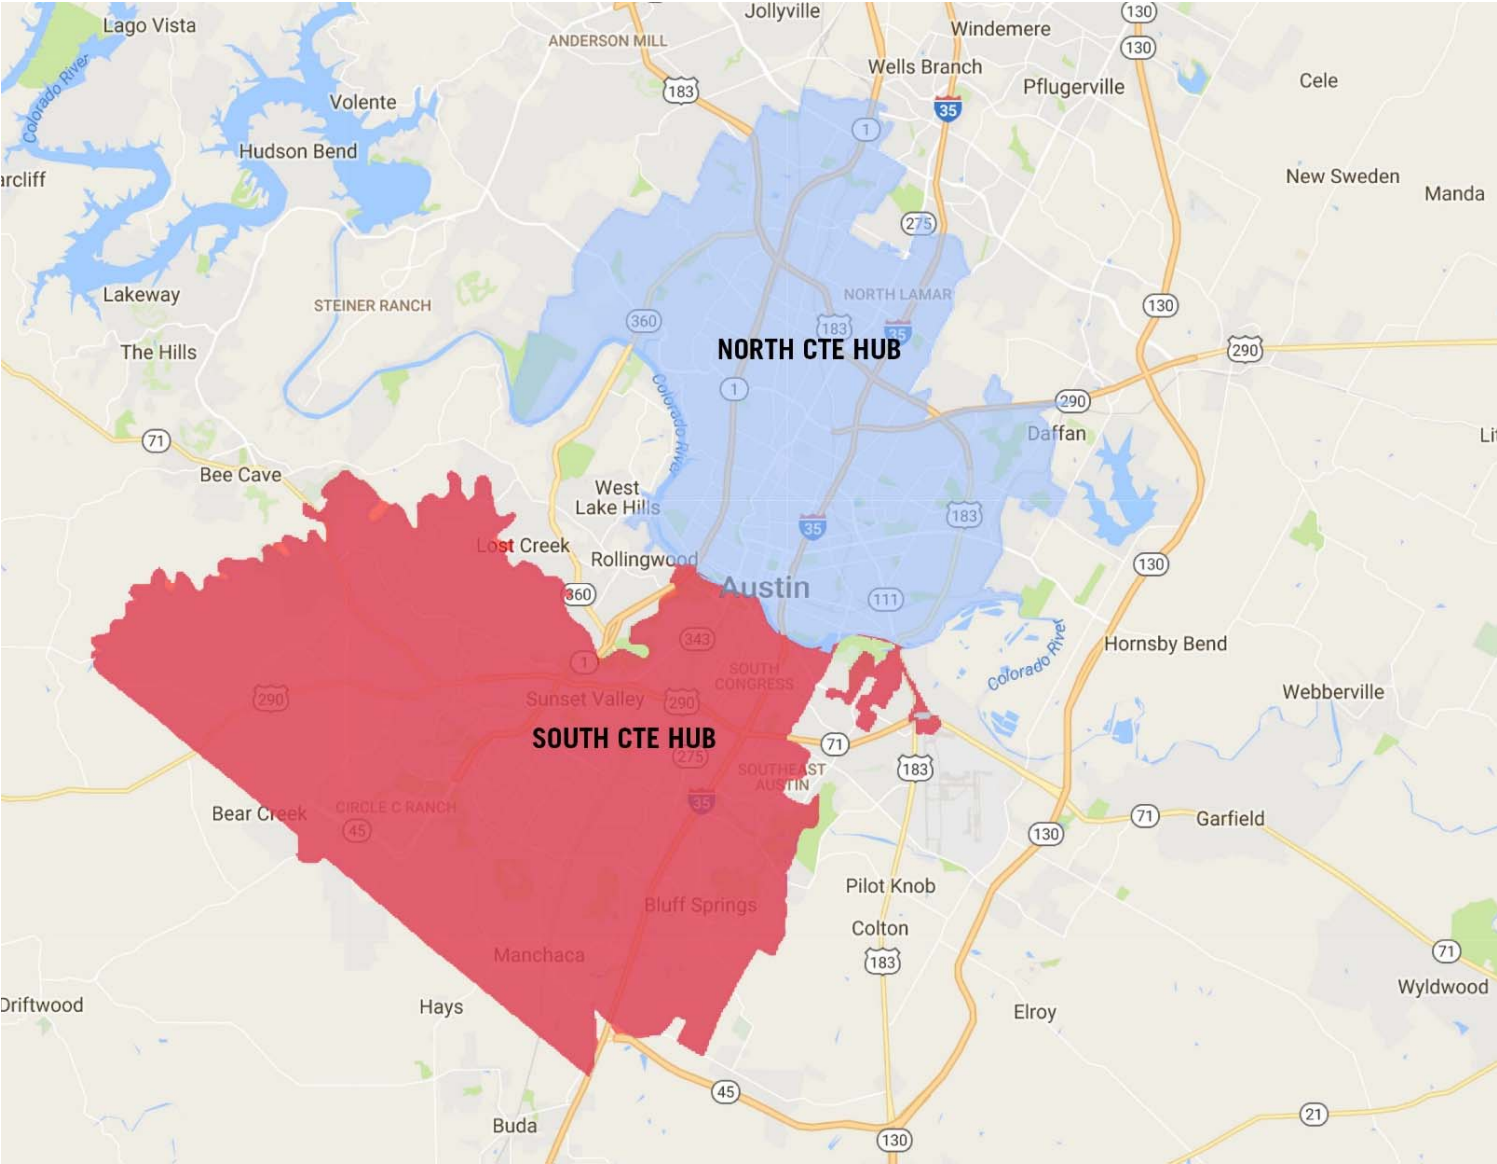 Lago Vista
Jollyville
130
ANDERSON MILL
Windemere
130
Wells Branch
Colorado River
183
Pflugerville
Cele
Volente
35
1
Hudson Bend
arcliff
New Sweden
Manda
275
Lakeway
STEINER RANCH
NORTH LAMAR
130
360
183
35
The Hills
NORTH CTE HUB
290
1
Colorado River
290
71
Daffan
Lit
Bee Cave
West
Lake Hills
183
35
Lost Creek
Rollingwood
130
Austin
360
111
343
Colorado River
Hornsby Bend
1
SOUTH
CONGRESS
290
Sunset Valley
290
Webberville
SOUTH CTE HUB
71
275
SOUTHEAST
AUSTIN
183
35
Bear Creek
CIRCLE C RANCH
45
71
Garfield
130
Pilot Knob
Bluff Springs
Colton
Manchaca
183
71
Driftwood
Hays
Elroy
Wyldwood
45
Buda
21
130